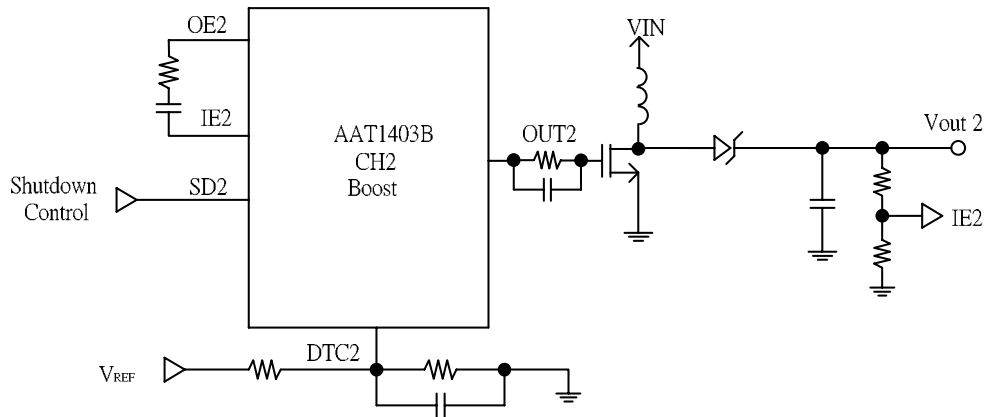 OE2
VIN
IE2
AAT1403B
CH2
Boost
OUT2
Vout 2
Shutdown
Control
SD2
IE2
DTC2
VREF